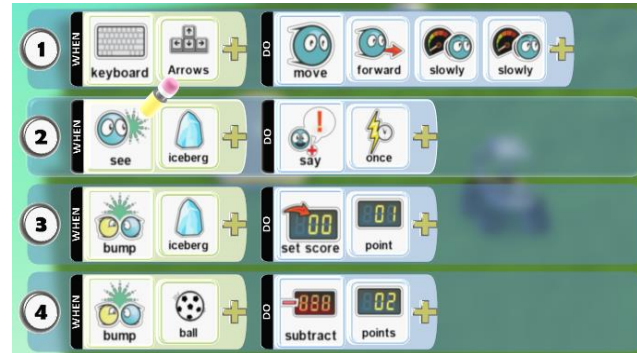 1 WHEN keyboard Arrows DO move forward slowly slowly
2 WHEN see iceberg DO say once
3 WHEN bump iceberg DO 00 set score 01 point
4 WHEN bump ball DO 888 subtract 02 points